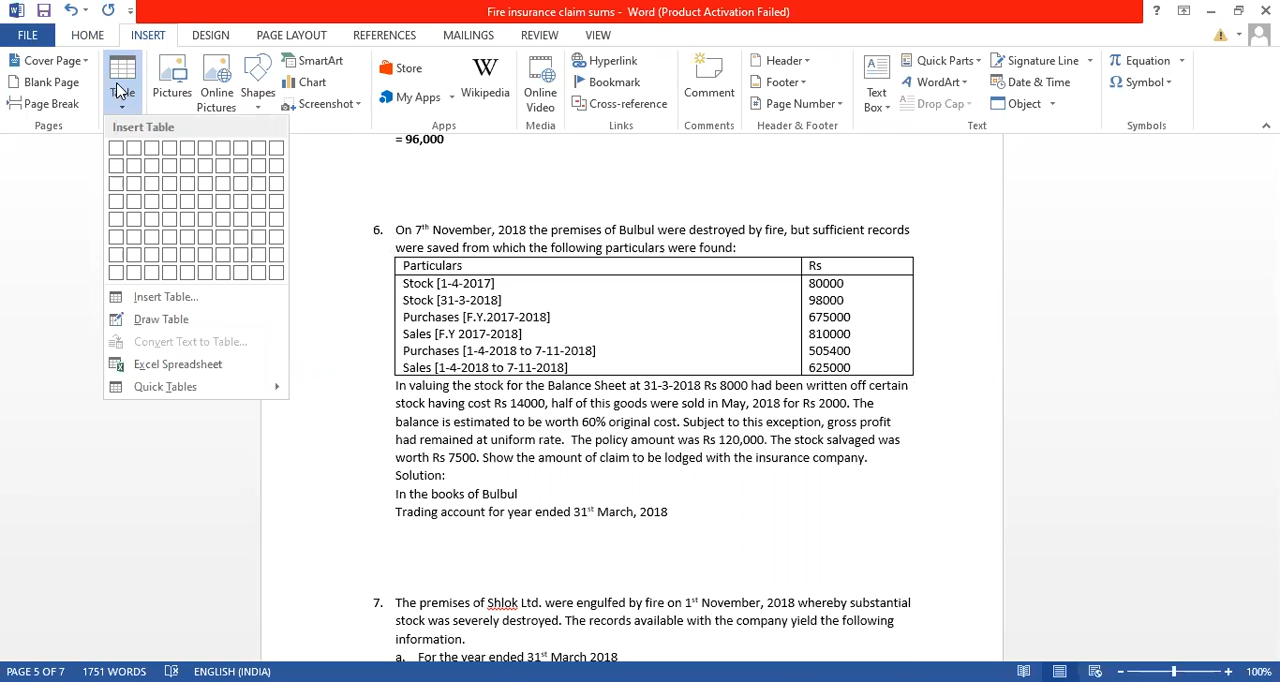 Fire insurance claim sums - Word (Product Activation Failed)
FILE HOME INSERT DESIGN PAGE LAYOUT REFERENCES MAILINGS REVIEW VIEW
Cover Page
Blank Page
Page Break
Pages
Table
Pictures
Online Pictures
Shapes
SmartArt
Chart
Screenshot
Store
My Apps
Wikipedia
Apps
Online Video
Media
Hyperlink
Bookmark
Cross-reference
Links
Comment
Comments
Header
Footer
Page Number
Header & Footer
Text Box
Quick Parts
WordArt
Drop Cap
Signature Line
Date & Time
Object
Text
Equation
Symbol
Symbols
Insert Table
Insert Table...
Draw Table
Convert Text to Table...
Excel Spreadsheet
Quick Tables
= 96,000
6. On 7th November, 2018 the premises of Bulbul were destroyed by fire, but sufficient records
were saved from which the following particulars were found:
Particulars Rs
Stock [1-4-2017] 80000
Stock [31-3-2018] 98000
Purchases [F.Y.2017-2018] 675000
Sales [F.Y 2017-2018] 810000
Purchases [1-4-2018 to 7-11-2018] 505400
Sales [1-4-2018 to 7-11-2018] 625000
In valuing the stock for the Balance Sheet at 31-3-2018 Rs 8000 had been written off certain
stock having cost Rs 14000, half of this goods were sold in May, 2018 for Rs 2000. The
balance is estimated to be worth 60% original cost. Subject to this exception, gross profit
had remained at uniform rate. The policy amount was Rs 120,000. The stock salvaged was
worth Rs 7500. Show the amount of claim to be lodged with the insurance company.
Solution:
In the books of Bulbul
Trading account for year ended 31st March, 2018
7. The premises of Shlok Ltd. were engulfed by fire on 1st November, 2018 whereby substantial
stock was severely destroyed. The records available with the company yield the following
information.
a. For the year ended 31st March 2018
PAGE 5 OF 7 1751 WORDS ENGLISH (INDIA) 100%